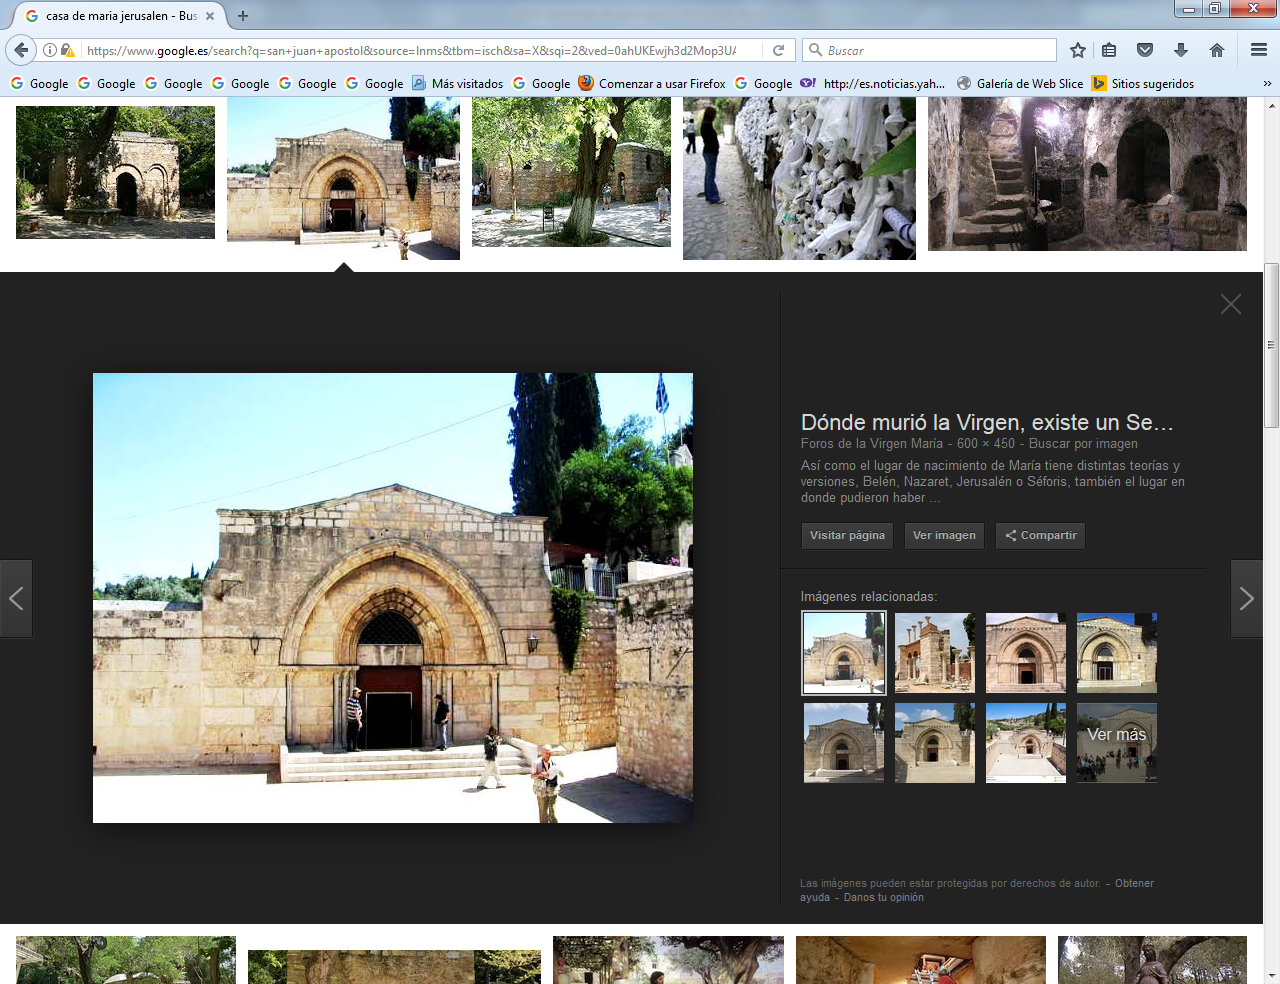 casa de maria jerusalen - Bus
https://www.google.es/search?q=san+juan+apostol&source=lnms&tbm=isch&sa=X&sqi=2&ved=0ahUKEwjh3d2Mop3UA
Buscar
Google Google Google Google Google Google Más visitados Google Comenzar a usar Firefox Google http://es.noticias.yah... Galería de Web Slice Sitios sugeridos
Dónde murió la Virgen, existe un Se...
Foros de la Virgen María - 600 × 450 - Buscar por imagen
Así como el lugar de nacimiento de María tiene distintas teorías y
versiones, Belén, Nazaret, Jerusalén o Séforis, también el lugar en
donde pudieron haber ...
Visitar página Ver imagen Compartir
Imágenes relacionadas:
Ver más
Las imágenes pueden estar protegidas por derechos de autor. - Obtener
ayuda - Danos tu opinión